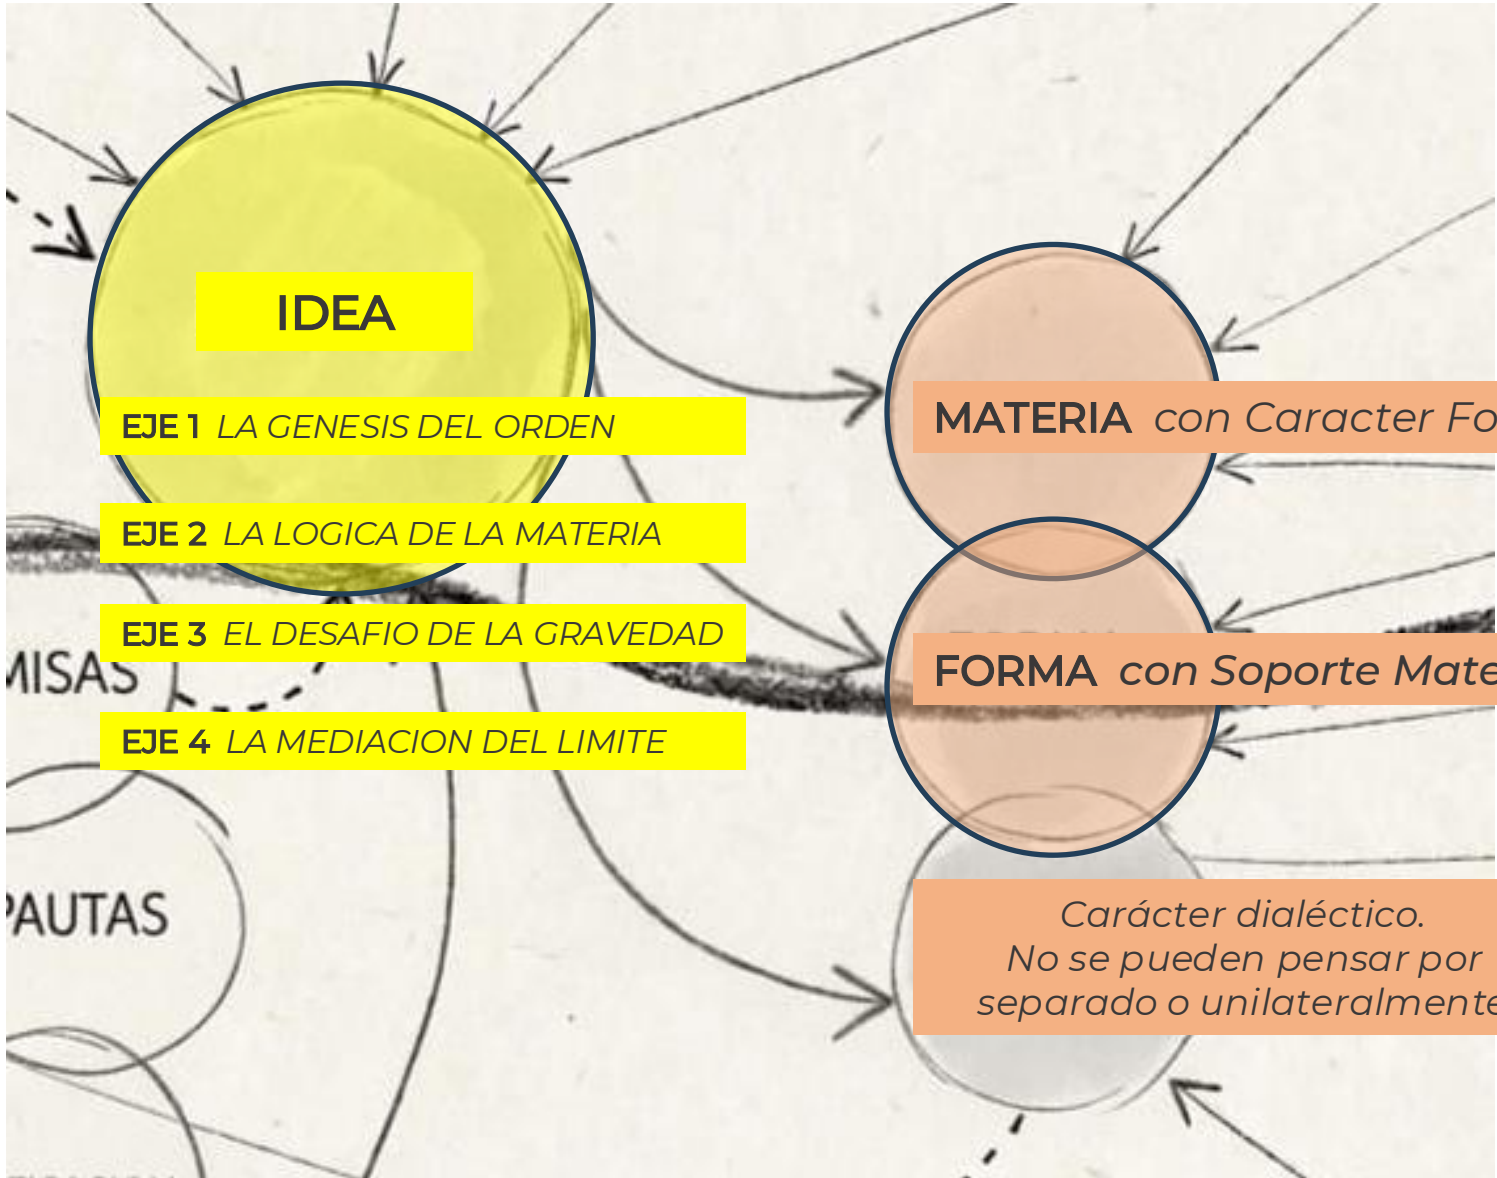 IDEA
EJE 1 LA GENESIS DEL ORDEN
EJE 2 LA LOGICA DE LA MATERIA
EJE 3 EL DESAFIO DE LA GRAVEDAD
EJE 4 LA MEDIACION DEL LIMITE
MISAS
PAUTAS
MATERIA con Caracter Fo
FORMA con Soporte Mate
Carácter dialéctico.
No se pueden pensar por
separado o unilateralmente